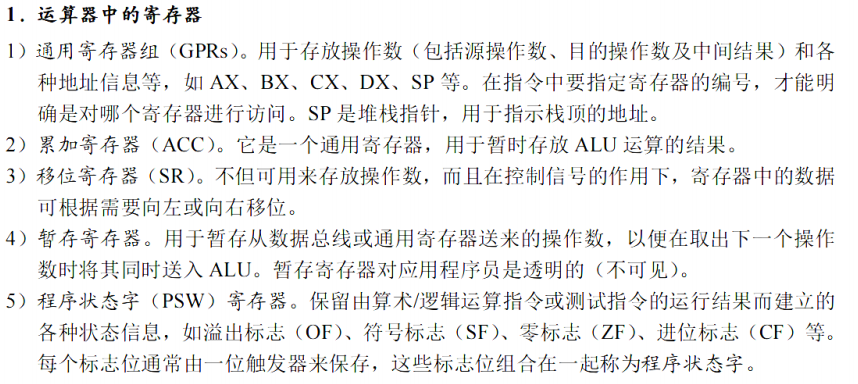 1．运算器中的寄存器
1）通用寄存器组（GPRs）。用于存放操作数（包括源操作数、目的操作数及中间结果）和各
种地址信息等，如 AX、BX、CX、DX、SP 等。在指令中要指定寄存器的编号，才能明
确是对哪个寄存器进行访问。SP 是堆栈指针，用于指示栈顶的地址。
2）累加寄存器（ACC）。它是一个通用寄存器，用于暂时存放 ALU 运算的结果。
3）移位寄存器（SR）。不但可用来存放操作数，而且在控制信号的作用下，寄存器中的数据
可根据需要向左或向右移位。
4）暂存寄存器。用于暂存从数据总线或通用寄存器送来的操作数，以便在取出下一个操作
数时将其同时送入 ALU。暂存寄存器对应用程序员是透明的（不可见）。
5）程序状态字（PSW）寄存器。保留由算术/逻辑运算指令或测试指令的运行结果而建立的
各种状态信息，如溢出标志（OF）、符号标志（SF）、零标志（ZF）、进位标志（CF）等。
每个标志位通常由一位触发器来保存，这些标志位组合在一起称为程序状态字。